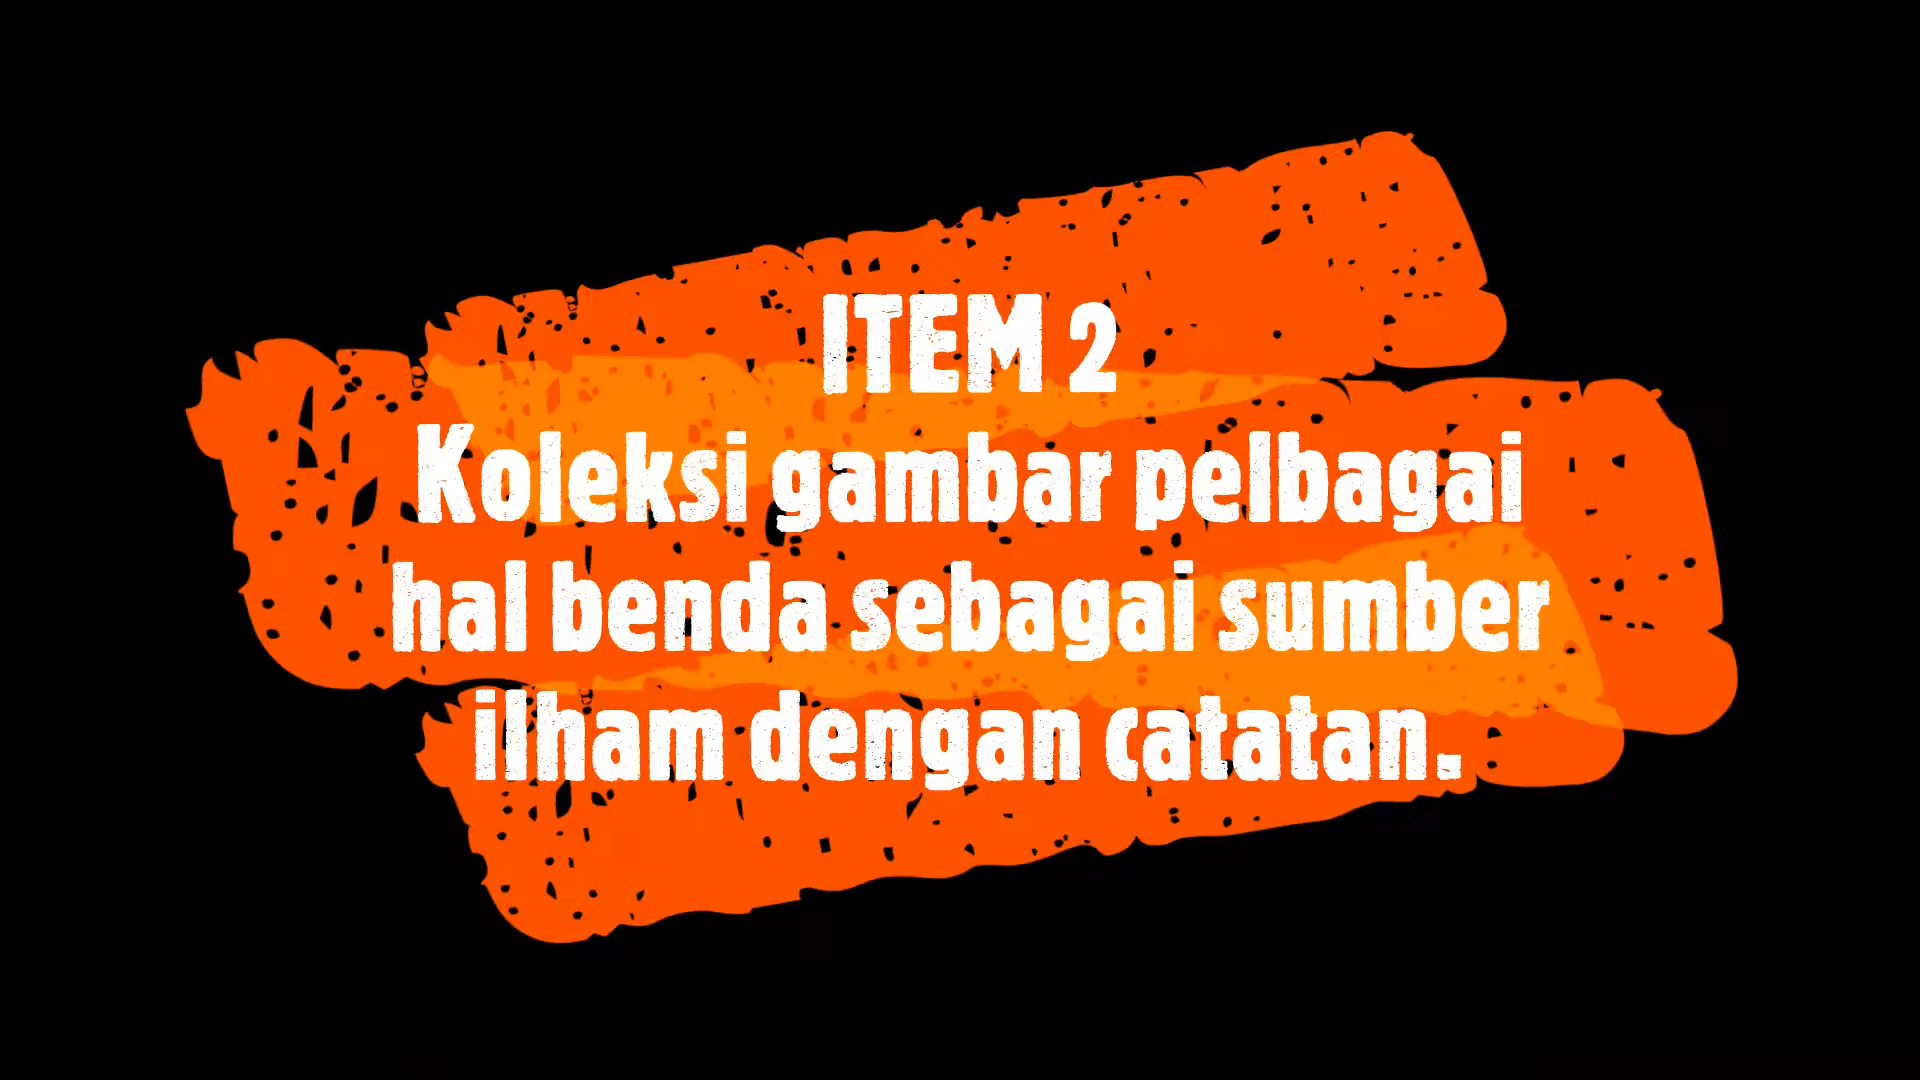 ITEM 2
Koleksi gambar pelbagai
hal benda sebagai sumber
ilham dengan catatan.